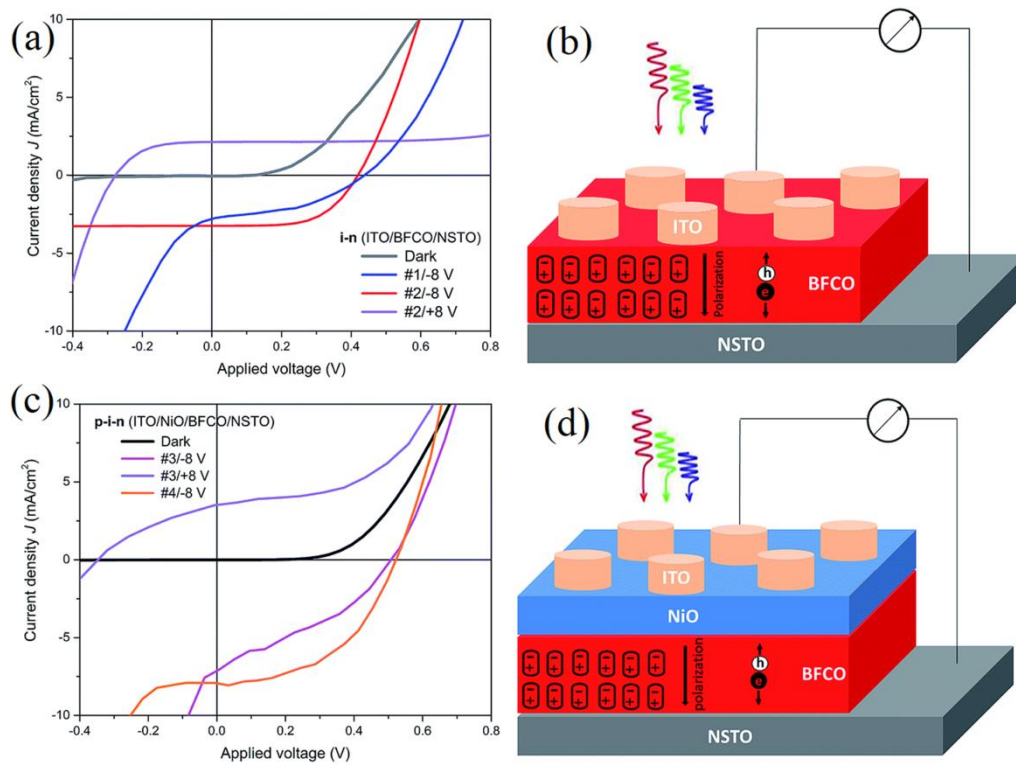 (a)
10
5
0
-5
-10
Current density J (mA/cm²)
-0.4 -0.2 0.0 0.2 0.4 0.6 0.8
Applied voltage (V)
i-n (ITO/BFCO/NSTO)
Dark
#1/-8 V
#2/-8 V
#2/+8 V
(b)
ITO
Polarization
h
e
BFCO
NSTO
(c)
10
5
0
-5
-10
Current density J (mA/cm²)
-0.4 -0.2 0.0 0.2 0.4 0.6 0.8
Applied voltage (V)
p-i-n (ITO/NiO/BFCO/NSTO)
Dark
#3/-8 V
#3/+8 V
#4/-8 V
(d)
ITO
NiO
polarization
h
e
BFCO
NSTO